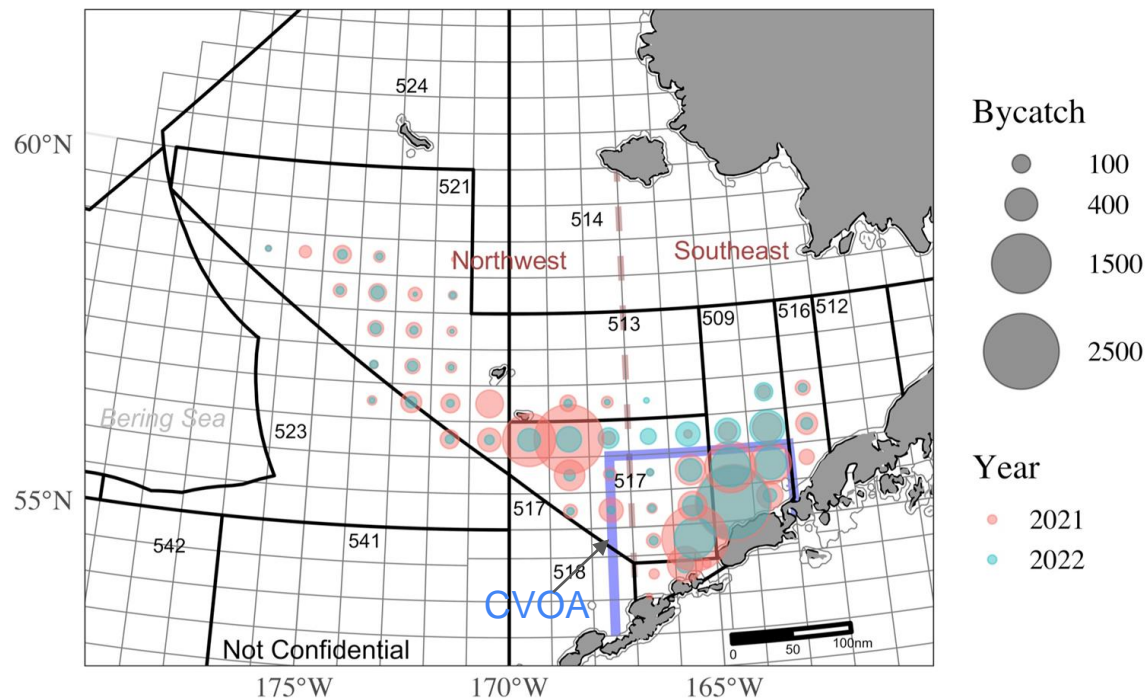 524
60°N
521
514
Northwest
Southeast
513
509
516
512
Bering Sea
523
517
55°N
517
542
541
518
CVOA
Not Confidential
0
50
100nm
175°W
170°W
165°W
Bycatch
100
400
1500
2500
Year
2021
2022